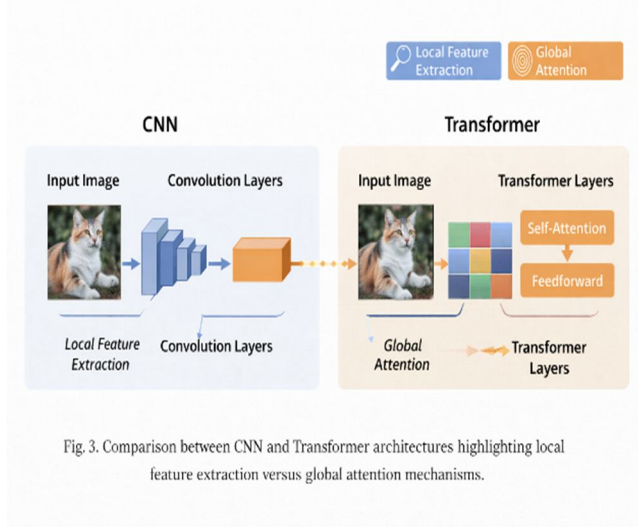 Local Feature
Extraction
Global
Attention
CNN
Transformer
Input Image
Convolution Layers
Input Image
Transformer Layers
Self-Attention
Feedforward
Local Feature
Extraction
Convolution Layers
Global
Attention
Transformer
Layers
Fig. 3. Comparison between CNN and Transformer architectures highlighting local
feature extraction versus global attention mechanisms.